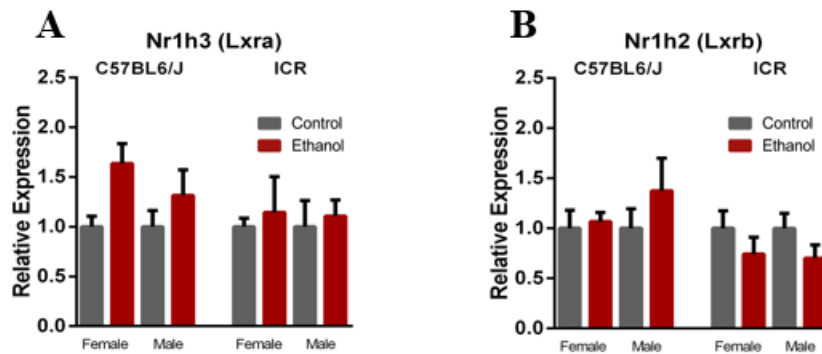 A
Nr1h3 (Lxra)
C57BL6/J ICR
Relative Expression
2.5
2.0
1.5
1.0
0.5
0.0
Control
Ethanol
Female Male Female Male
B
Nr1h2 (Lxrb)
C57BL6/J ICR
Relative Expression
2.5
2.0
1.5
1.0
0.5
0.0
Control
Ethanol
Female Male Female Male